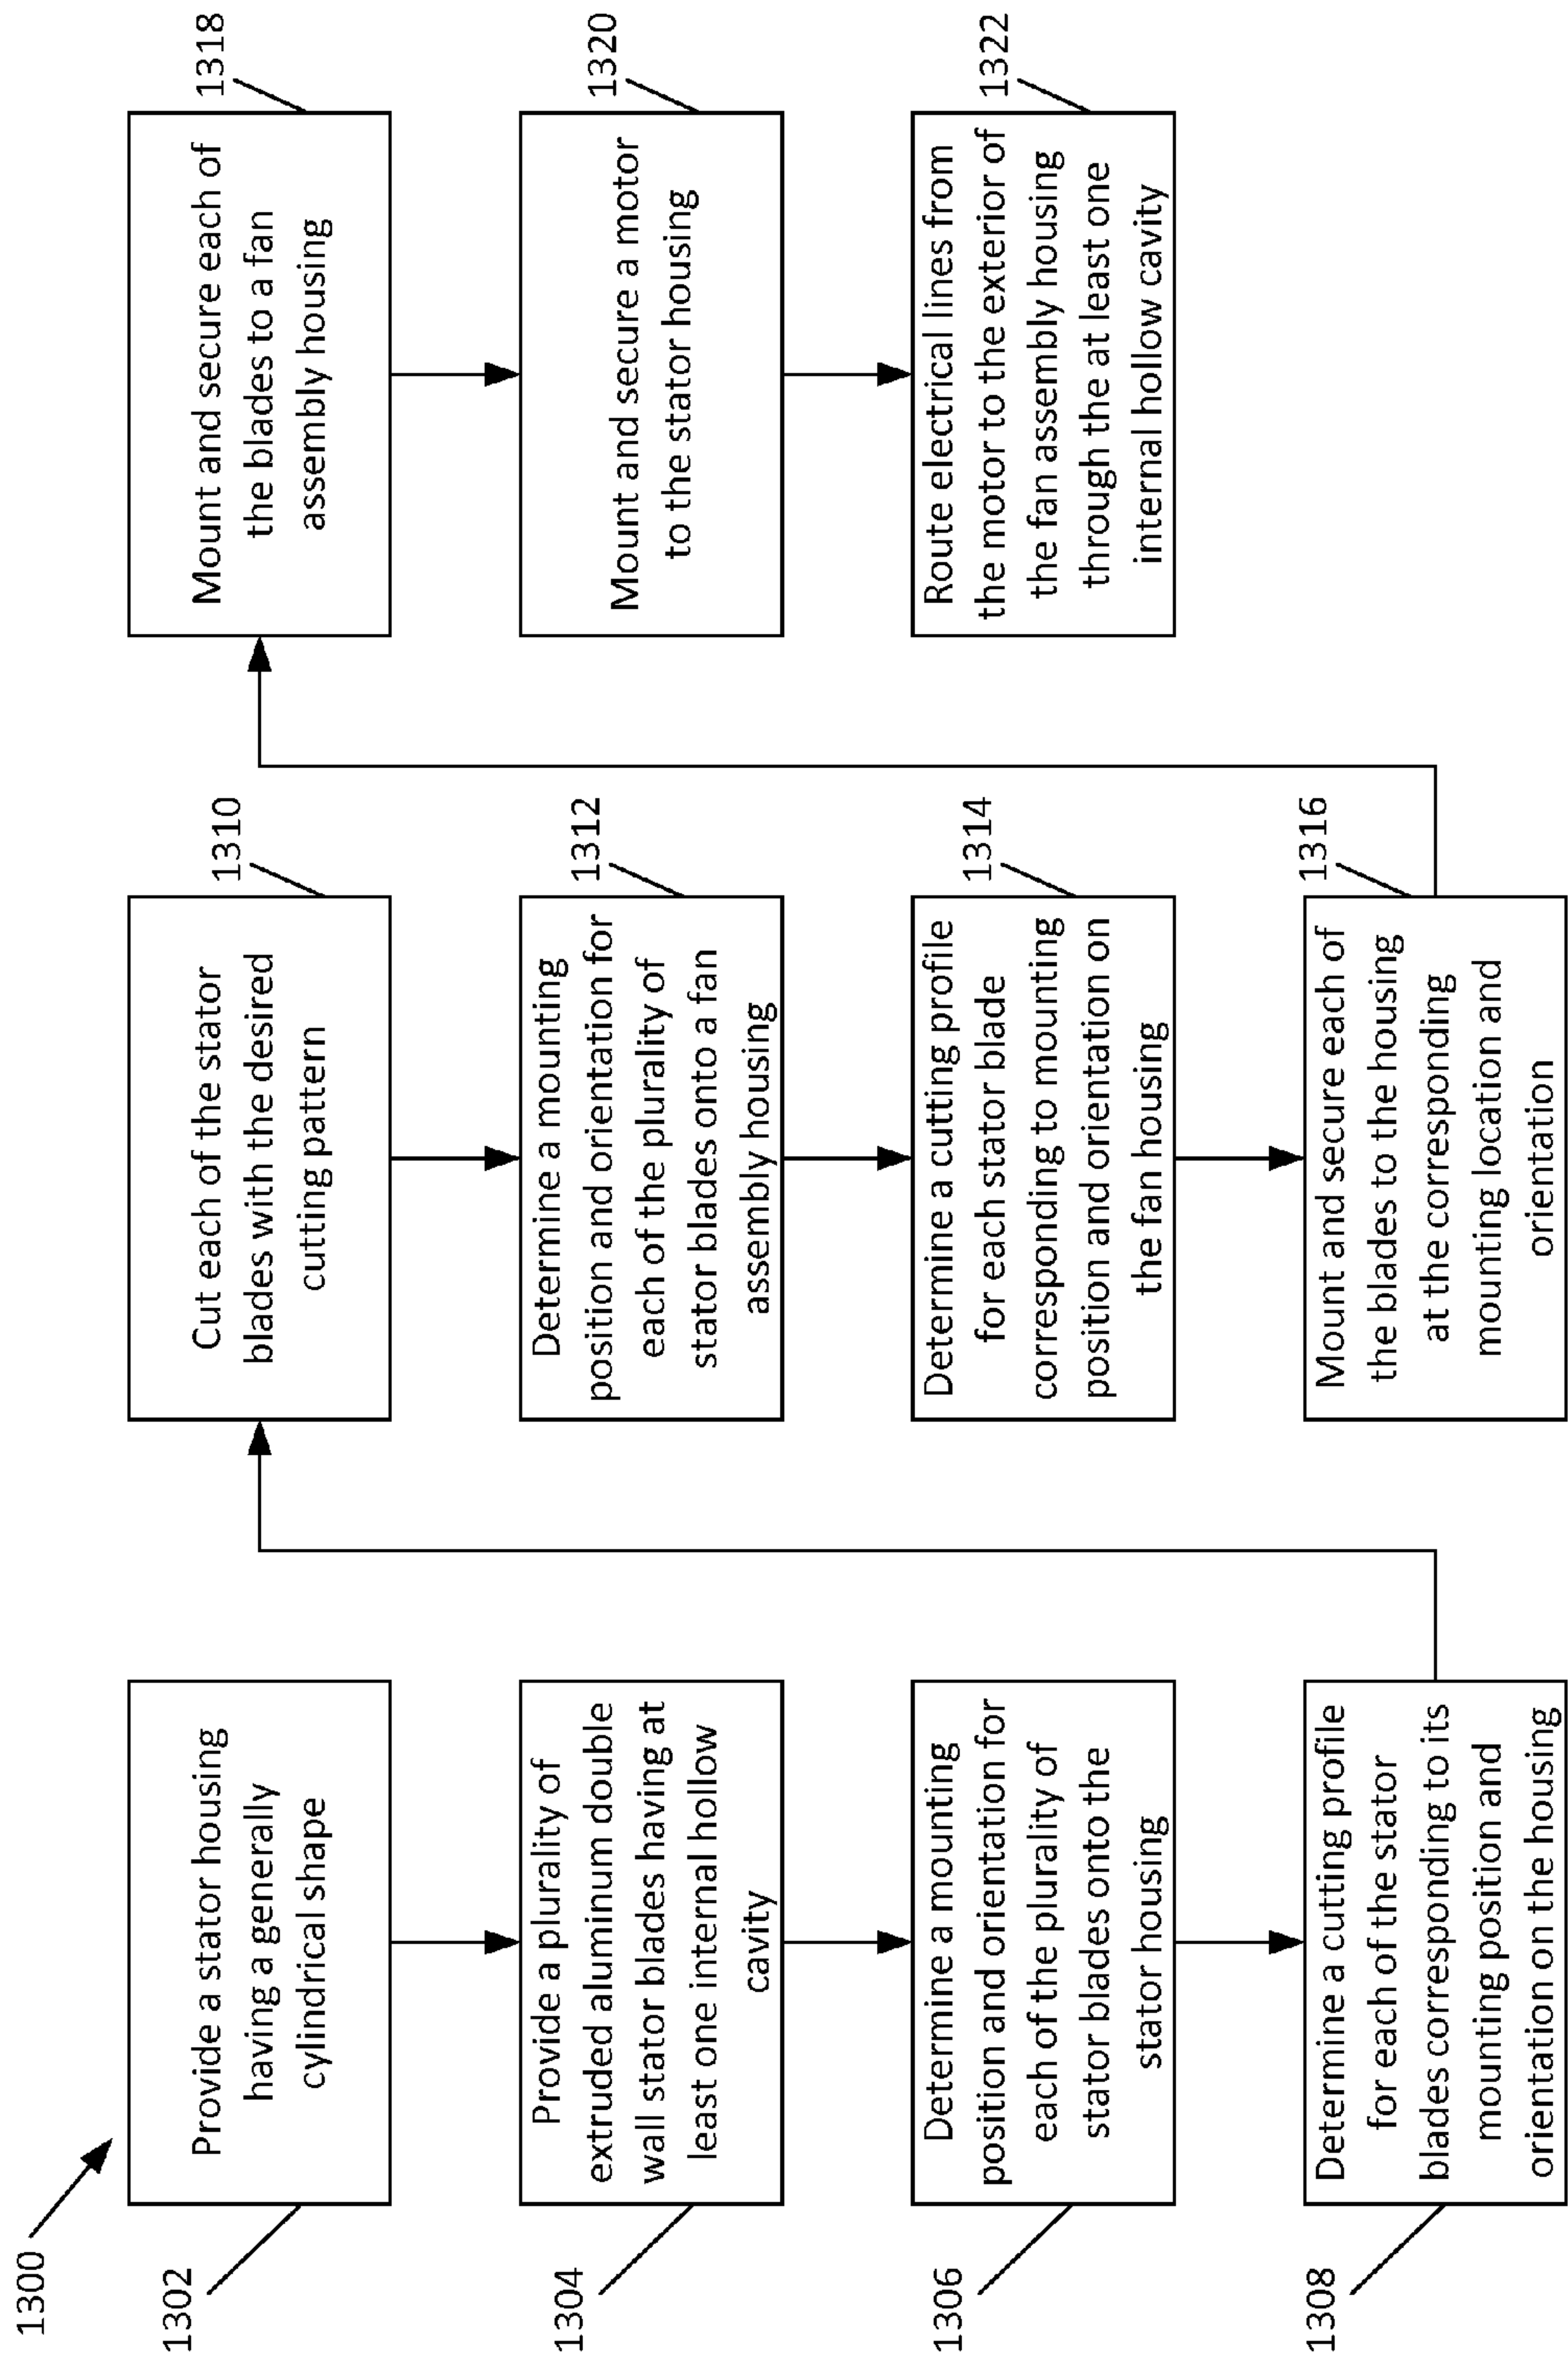 1300
1302
Provide a stator housing
having a generally
cylindrical shape
1304
Provide a plurality of
extruded aluminum double
wall stator blades having at
least one internal hollow
cavity
1306
Determine a mounting
position and orientation for
each of the plurality of
stator blades onto the
stator housing
1308
Determine a cutting profile
for each of the stator
blades corresponding to its
mounting position and
orientation on the housing
1310
Cut each of the stator
blades with the desired
cutting pattern
1312
Determine a mounting
position and orientation for
each of the plurality of
stator blades onto a fan
assembly housing
1314
Determine a cutting profile
for each stator blade
corresponding to mounting
position and orientation on
the fan housing
1316
Mount and secure each of
the blades to the housing
at the corresponding
mounting location and
orientation
1318
Mount and secure each of
the blades to a fan
assembly housing
1320
Mount and secure a motor
to the stator housing
1322
Route electrical lines from
the motor to the exterior of
the fan assembly housing
through the at least one
internal hollow cavity